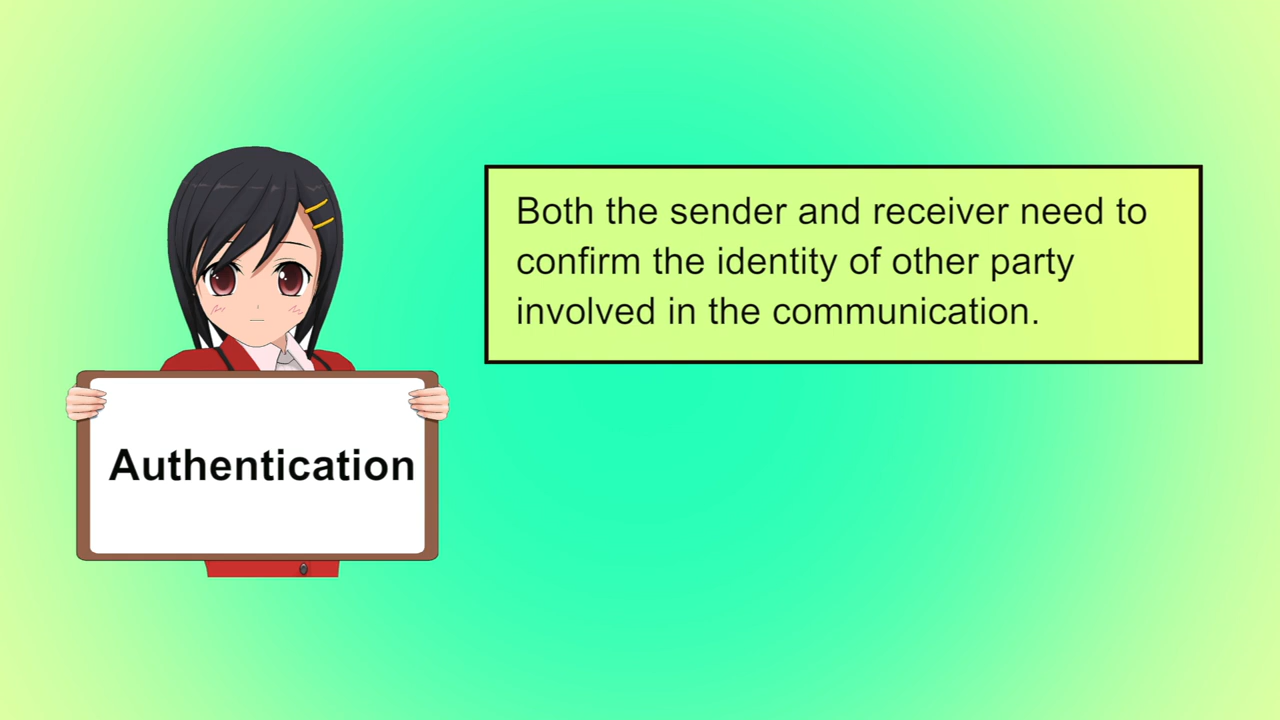 Authentication
Both the sender and receiver need to
confirm the identity of other party
involved in the communication.